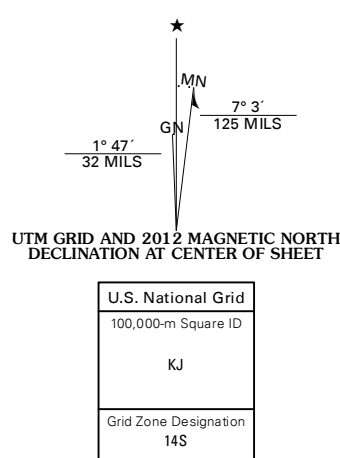 ★
MN
7° 3´
125 MILS
GN
1° 47´
32 MILS
UTM GRID AND 2012 MAGNETIC NORTH
DECLINATION AT CENTER OF SHEET
U.S. National Grid
100,000-m Square ID
KJ
Grid Zone Designation
14S